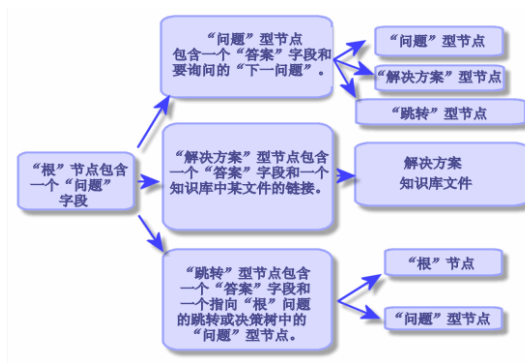 “问题”型节点
包含一个“答案”字段和
要询问的“下一问题”。
“问题”型节点
“解决方案”型节点
“跳转”型节点
“根”节点包含
一个“问题”
字段
“解决方案”型节点包含
一个“答案”字段和一个
知识库中某文件的链接。
解决方案
知识库文件
“跳转”型节点包含
一个“答案”字段和
一个指向“根”问题
的跳转或决策树中的
“问题”型节点。
“根”节点
“问题”型节点